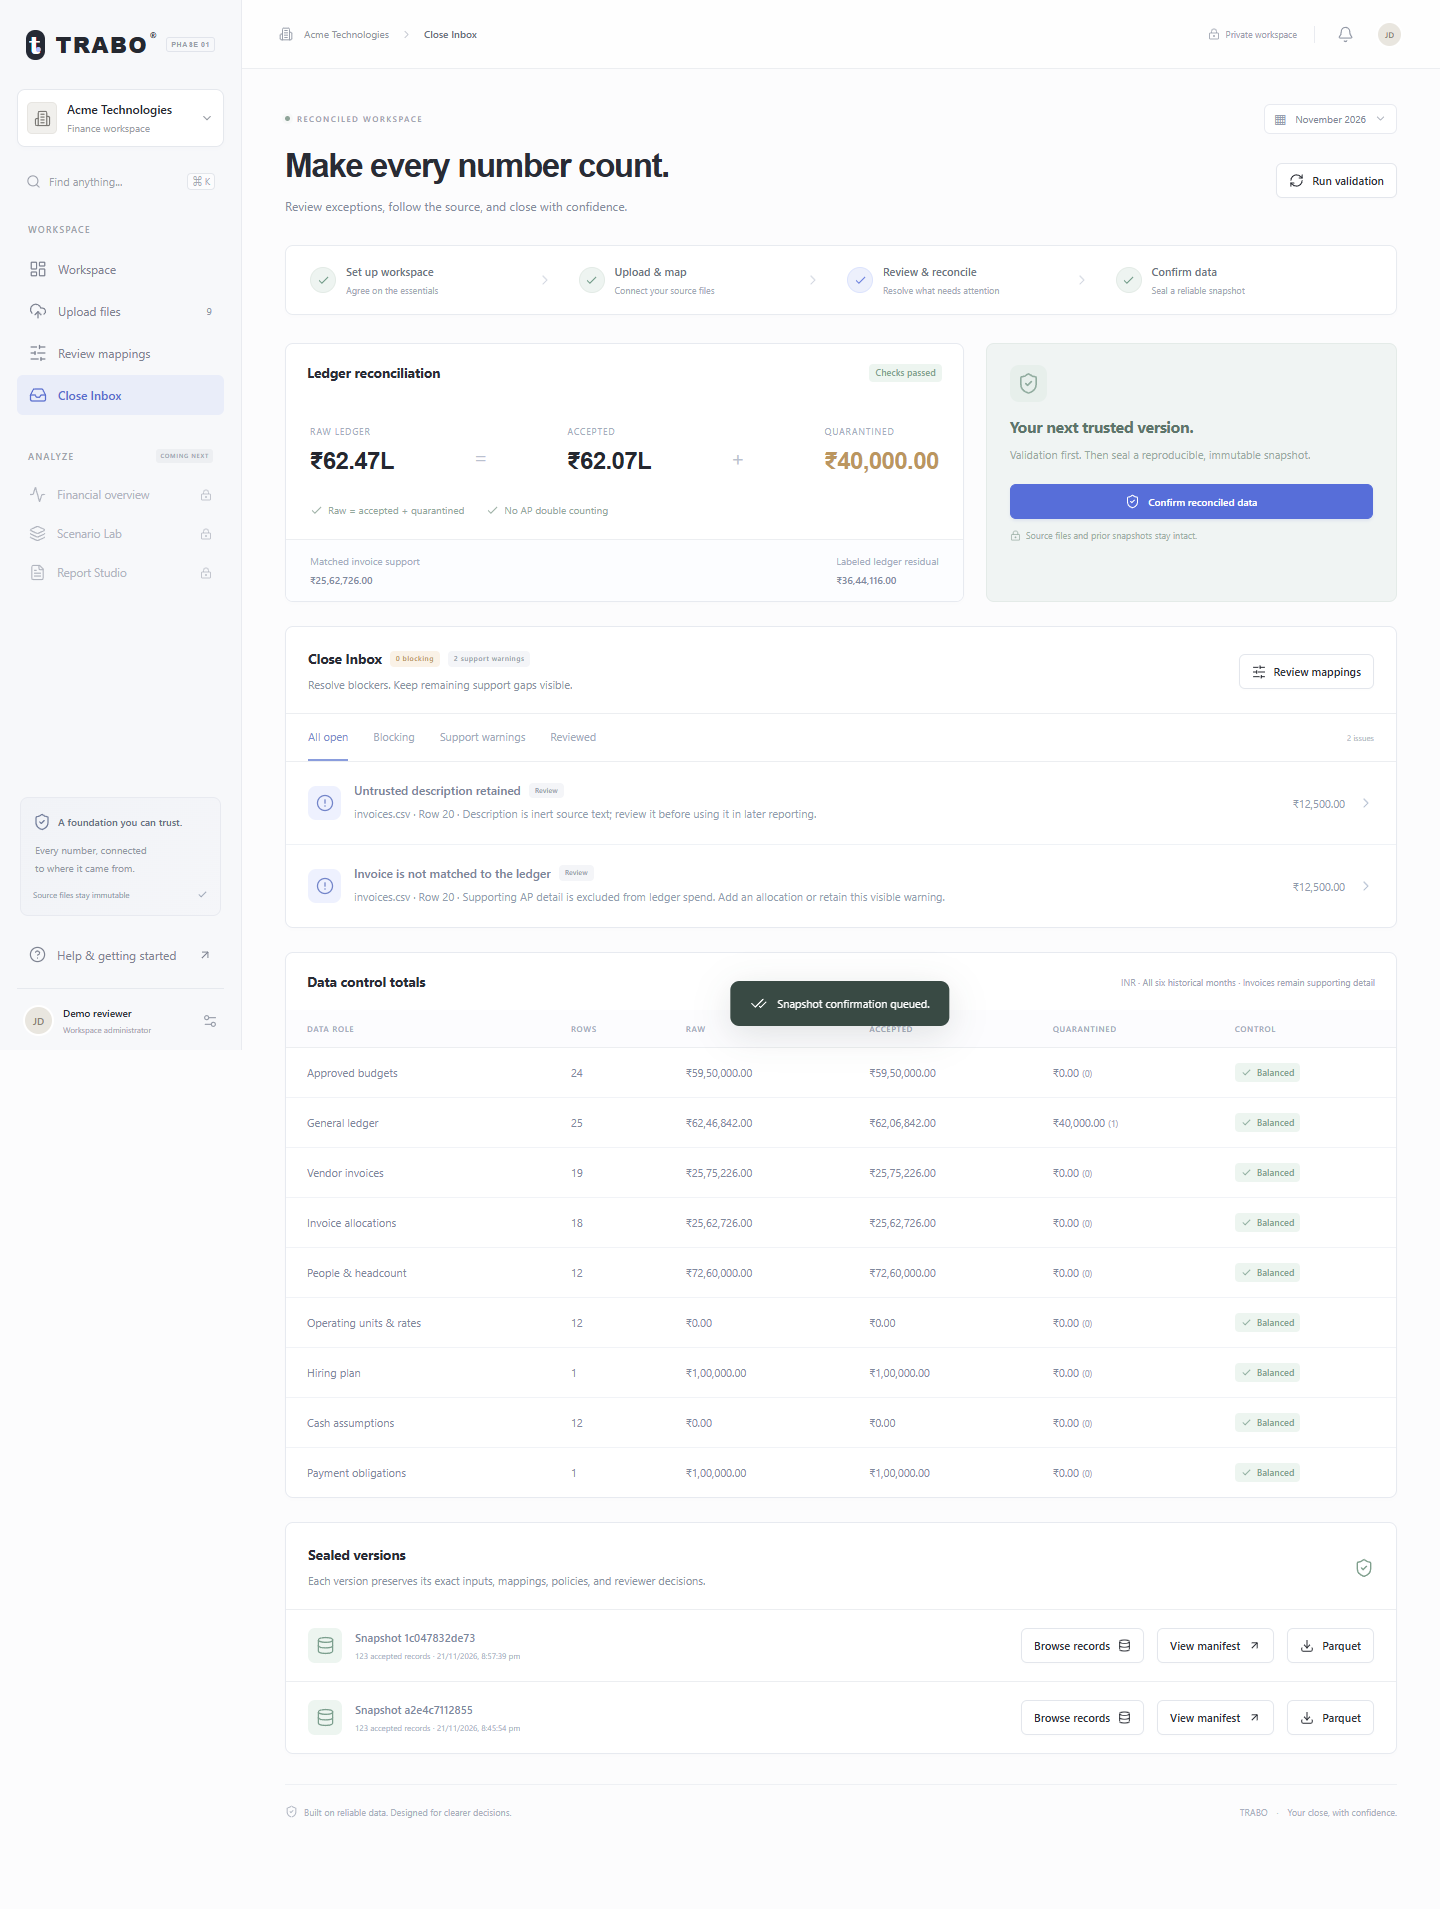 TRABO®
PHASE 01
Acme Technologies
Finance workspace
Find anything...
⌘ K
WORKSPACE
Workspace
Upload files 9
Review mappings
Close Inbox
ANALYZE COMING NEXT
Financial overview
Scenario Lab
Report Studio
A foundation you can trust.
Every number, connected
to where it came from.
Source files stay immutable
Help & getting started
JD
Demo reviewer
Workspace administrator
Acme Technologies
Close Inbox
Private workspace
JD
RECONCILED WORKSPACE
November 2026
Make every number count.
Run validation
Review exceptions, follow the source, and close with confidence.
Set up workspace
Agree on the essentials
Upload & map
Connect your source files
Review & reconcile
Resolve what needs attention
Confirm data
Seal a reliable snapshot
Ledger reconciliation
Checks passed
RAW LEDGER
₹62.47L
=
ACCEPTED
₹62.07L
+
QUARANTINED
₹40,000.00
Raw = accepted + quarantined
No AP double counting
Matched invoice support
₹25,62,726.00
Labeled ledger residual
₹36,44,116.00
Your next trusted version.
Validation first. Then seal a reproducible, immutable snapshot.
Confirm reconciled data
Source files and prior snapshots stay intact.
Close Inbox 0 blocking 2 support warnings
Resolve blockers. Keep remaining support gaps visible.
Review mappings
All open Blocking Support warnings Reviewed
2 issues
Untrusted description retained Review
invoices.csv · Row 20 · Description is inert source text; review it before using it in later reporting.
₹12,500.00
Invoice is not matched to the ledger Review
invoices.csv · Row 20 · Supporting AP detail is excluded from ledger spend. Add an allocation or retain this visible warning.
₹12,500.00
Data control totals
INR · All six historical months · Invoices remain supporting detail
Snapshot confirmation queued.
DATA ROLE ROWS RAW ACCEPTED QUARANTINED CONTROL
Approved budgets 24 ₹59,50,000.00 ₹59,50,000.00 ₹0.00 (0) Balanced
General ledger 25 ₹62,46,842.00 ₹62,06,842.00 ₹40,000.00 (1) Balanced
Vendor invoices 19 ₹25,75,226.00 ₹25,75,226.00 ₹0.00 (0) Balanced
Invoice allocations 18 ₹25,62,726.00 ₹25,62,726.00 ₹0.00 (0) Balanced
People & headcount 12 ₹72,60,000.00 ₹72,60,000.00 ₹0.00 (0) Balanced
Operating units & rates 12 ₹0.00 ₹0.00 ₹0.00 (0) Balanced
Hiring plan 1 ₹1,00,000.00 ₹1,00,000.00 ₹0.00 (0) Balanced
Cash assumptions 12 ₹0.00 ₹0.00 ₹0.00 (0) Balanced
Payment obligations 1 ₹1,00,000.00 ₹1,00,000.00 ₹0.00 (0) Balanced
Sealed versions
Each version preserves its exact inputs, mappings, policies, and reviewer decisions.
Snapshot 1c047832de73
123 accepted records · 21/11/2026, 8:57:39 pm
Browse records View manifest Parquet
Snapshot a2e4c7112855
123 accepted records · 21/11/2026, 8:45:54 pm
Browse records View manifest Parquet
Built on reliable data. Designed for clearer decisions.
TRABO · Your close, with confidence.